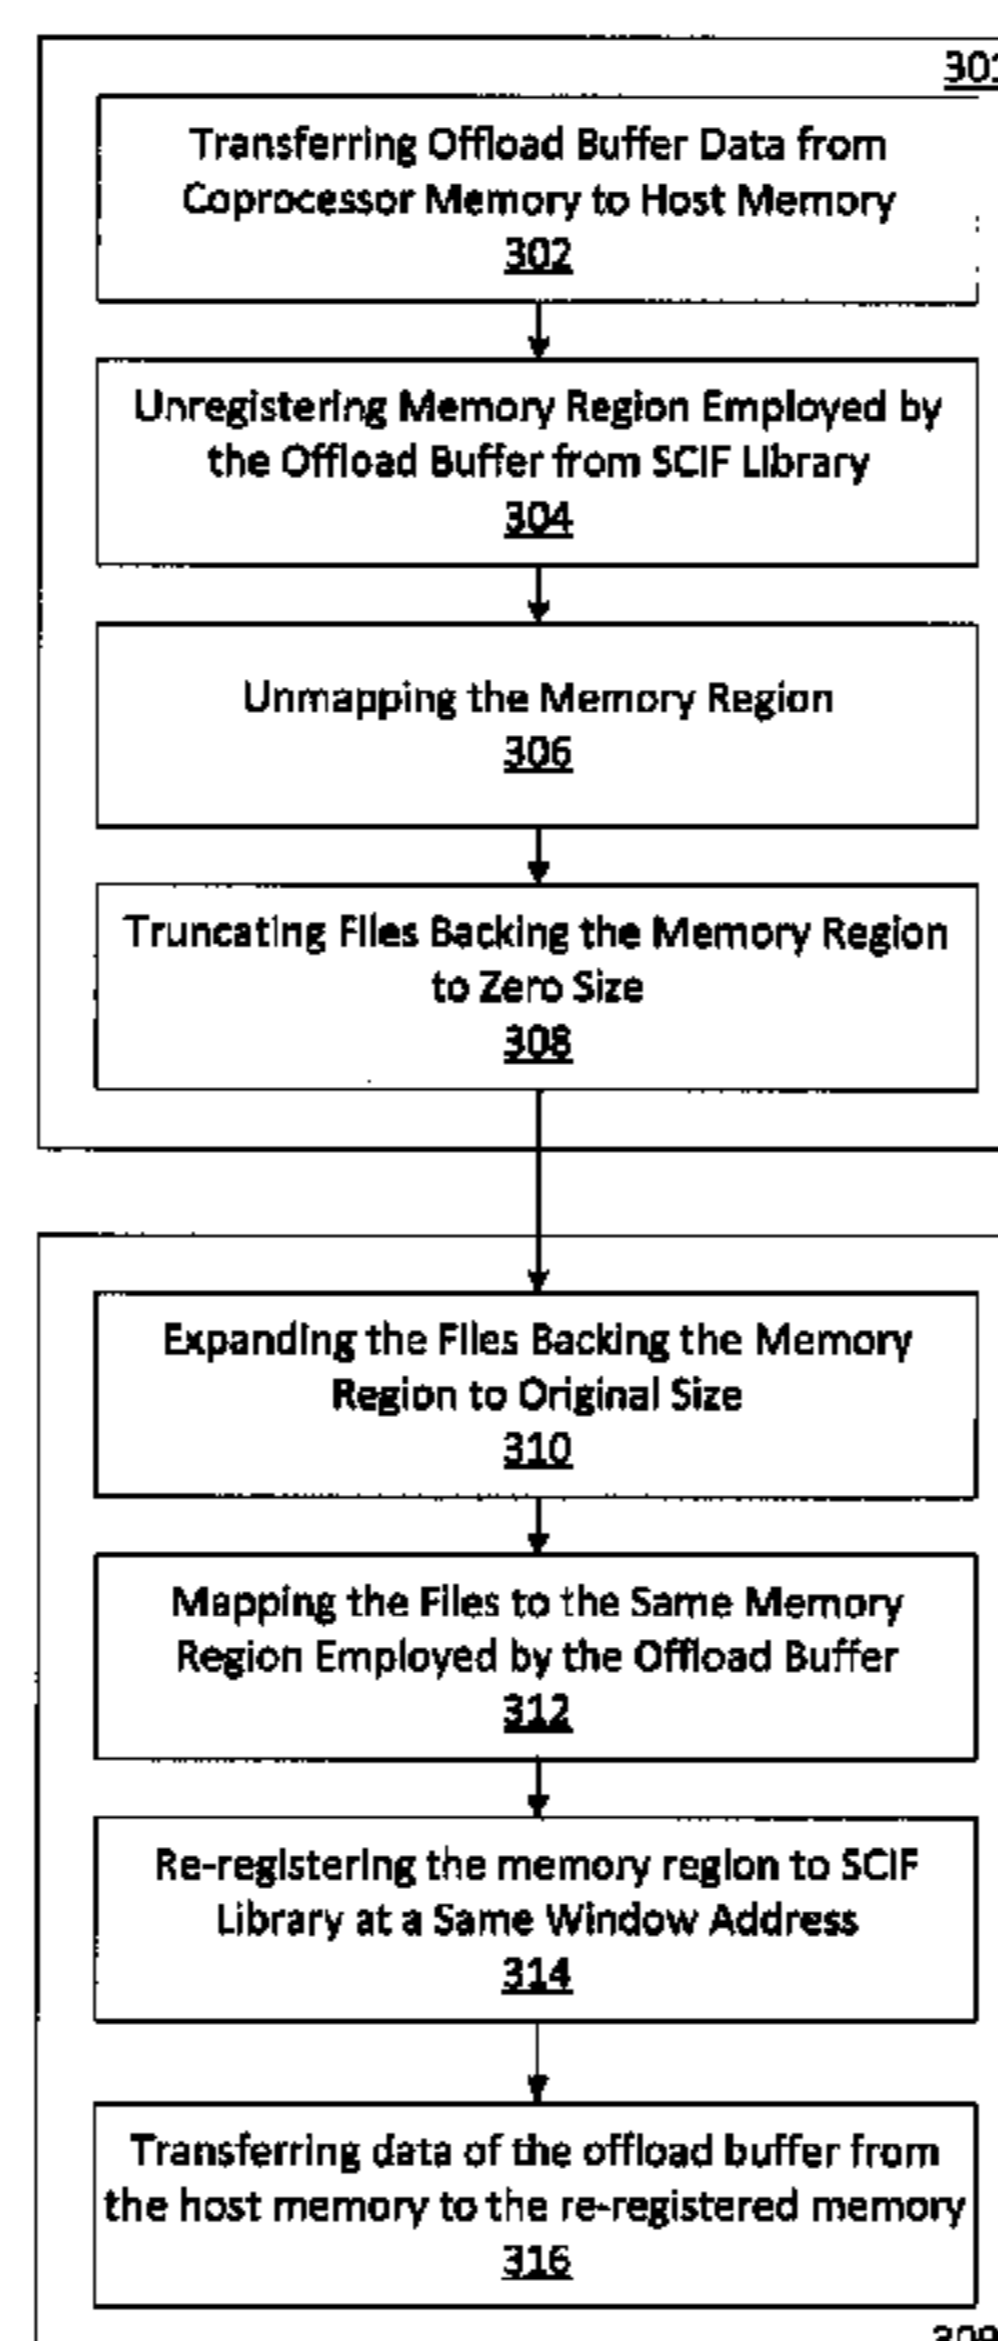 301
Transferring Offload Buffer Data from
Coprocessor Memory to Host Memory
302
Unregistering Memory Region Employed by
the Offload Buffer from SCIF Library
304
Unmapping the Memory Region
306
Truncating Files Backing the Memory Region
to Zero Size
308
Expanding the Files Backing the Memory
Region to Original Size
310
Mapping the Files to the Same Memory
Region Employed by the Offload Buffer
312
Re-registering the memory region to SCIF
Library at a Same Window Address
314
Transferring data of the offload buffer from
the host memory to the re-registered memory
316
309